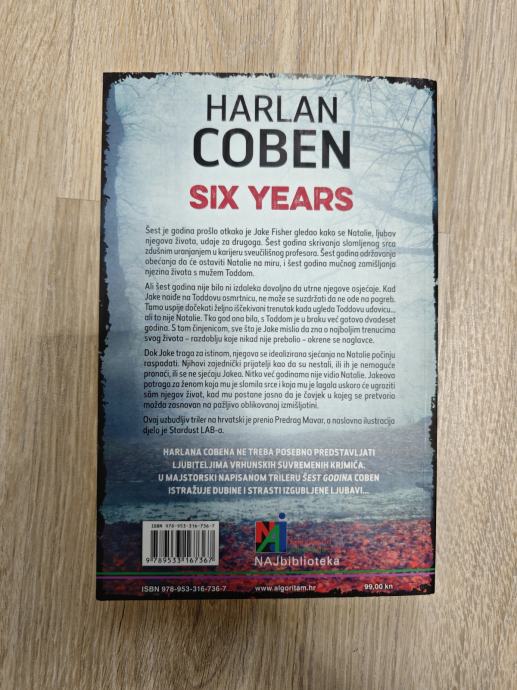 HARLAN
COBEN
SIX YEARS
Šest je godina prošlo otkako je Jake Fisher gledao kako se Natalie, ljubav
njegova života, udaje za drugoga. Šest godina skrivanja slomljenog srca
zdušnim uranjanjem u karijeru sveučilišnog profesora. Šest godina održavanja
obećanja da će ostaviti Natalie na miru, i šest godina mučnog zamišljanja
njezina života s mužem Toddom.
Ali šest godina nije bilo ni izdaleka dovoljno da utrne njegove osjećaje. Kad
Jake naiđe na Toddovu osmrtnicu, ne može se suzdržati da ne ode na pogreb.
Tamo uspije dočekati željno iščekivani trenutak kada ugleda Toddovu udovicu...
ali to nije Natalie. Tko god ona bila, s Toddom je u braku već gotovo dvadeset
godina. S tom činjenicom, sve što je Jake mislio da zna o najboljim trenucima
svog života – razdoblju koje nikad nije prebolio – okrene se naglavce.
Dok Jake traga za istinom, njegova se idealizirana sjećanja na Natalie počinju
raspadati. Njihovi zajednički prijatelji kao da su nestali, ili ih je nemoguće
pronaći, ili se ne sjećaju Jakea. Nitko već godinama nije vidio Natalie. Jakeova
potraga za ženom koja mu je slomila srce i koja mu je lagala uskoro će ugroziti
sâm njegov život, kad mu postane jasno da je čovjek u kojeg se pretvorio
možda zasnovan na pažljivo oblikovanoj izmišljotini.
Ovaj uzbudljiv triler na hrvatski je prenio Predrag Mavar, a naslovna ilustracija
djelo je Stardust LAB-a.
HARLANA COBENA NE TREBA POSEBNO PREDSTAVLJATI
LJUBITELJIMA VRHUNSKIH SUVREMENIH KRIMIĆA.
U MAJSTORSKI NAPISANOM TRILERU ŠEST GODINA COBEN
ISTRAŽUJE DUBINE I STRASTI IZGUBLJENE LJUBAVI...
ISBN 978-953-316-736-7
9 789533 167367
NAJ
NAJbiblioteka
ISBN 978-953-316-736-7 www.algoritam.hr 99,00 kn